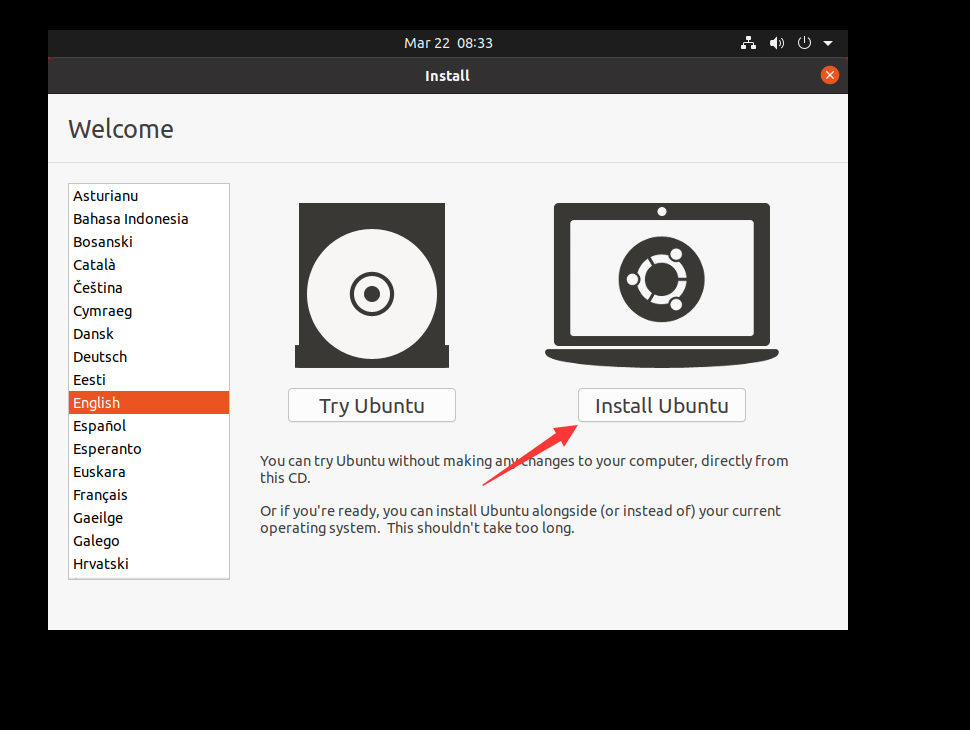 Mar 22  08:33
Install
Welcome
Asturianu
Bahasa Indonesia
Bosanski
Català
Čeština
Cymraeg
Dansk
Deutsch
Eesti
English
Español
Esperanto
Euskara
Français
Gaeilge
Galego
Hrvatski
Try Ubuntu
Install Ubuntu
You can try Ubuntu without making any changes to your computer, directly from
this CD.
Or if you're ready, you can install Ubuntu alongside (or instead of) your current
operating system.  This shouldn't take too long.